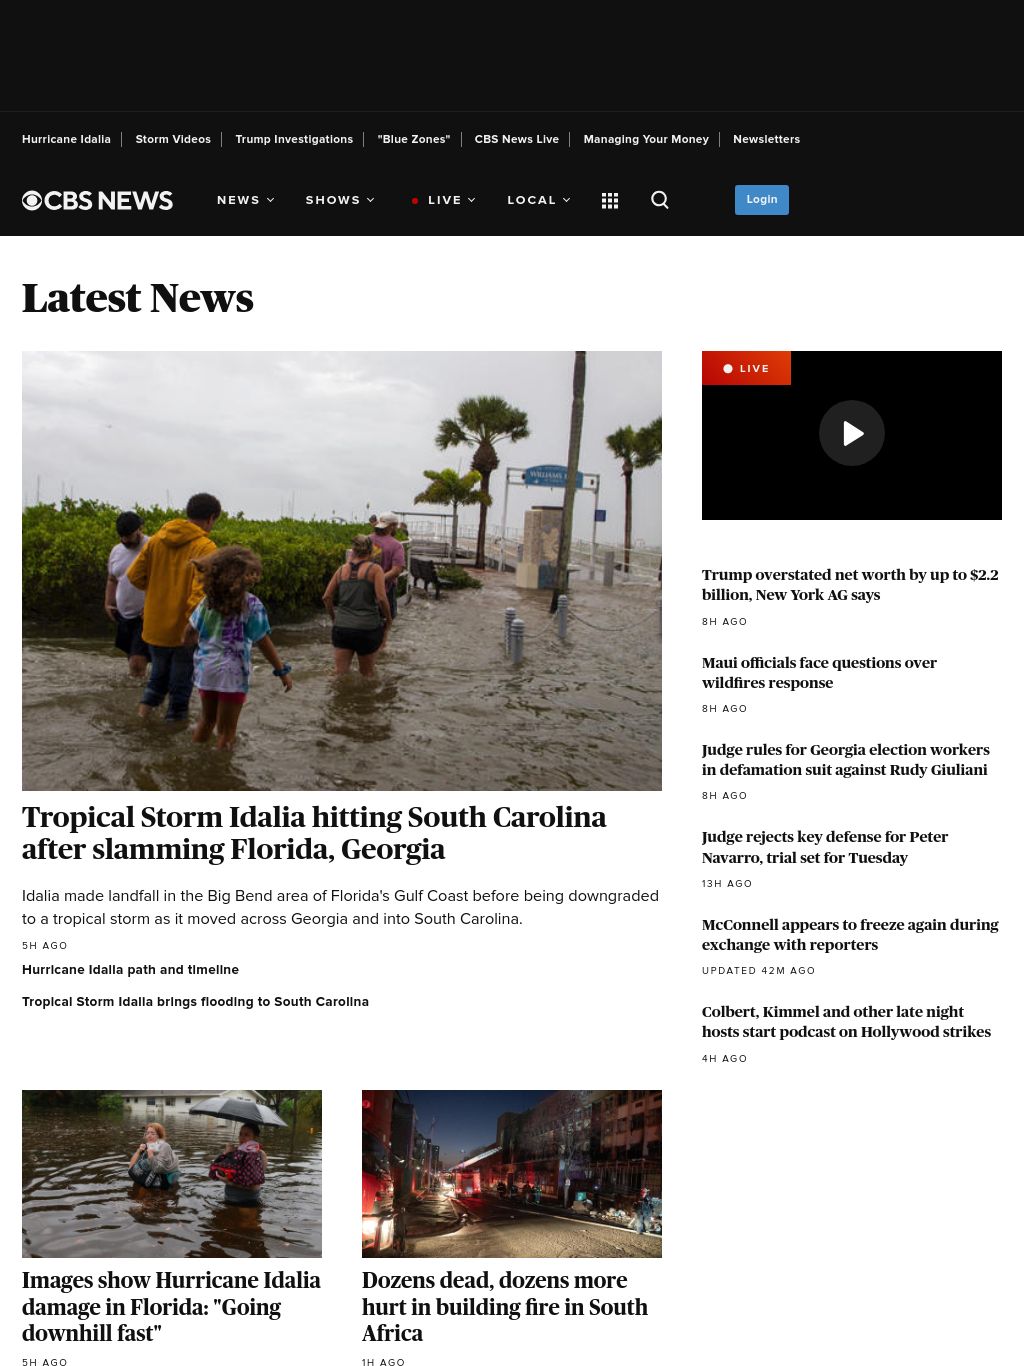 Hurricane Idalia
Storm Videos
Trump Investigations
"Blue Zones"
CBS News Live
Managing Your Money
Newsletters
CBS NEWS
NEWS
SHOWS
LIVE
LOCAL
Login
Latest News
WILLIAMS
Tropical Storm Idalia hitting South Carolina
after slamming Florida, Georgia
Idalia made landfall in the Big Bend area of Florida's Gulf Coast before being downgraded
to a tropical storm as it moved across Georgia and into South Carolina.
5H AGO
Hurricane Idalia path and timeline
Tropical Storm Idalia brings flooding to South Carolina
LIVE
Trump overstated net worth by up to $2.2
billion, New York AG says
8H AGO
Maui officials face questions over
wildfires response
8H AGO
Judge rules for Georgia election workers
in defamation suit against Rudy Giuliani
8H AGO
Judge rejects key defense for Peter
Navarro, trial set for Tuesday
13H AGO
McConnell appears to freeze again during
exchange with reporters
UPDATED 42M AGO
Colbert, Kimmel and other late night
hosts start podcast on Hollywood strikes
4H AGO
Images show Hurricane Idalia
damage in Florida: "Going
downhill fast"
5H AGO
Dozens dead, dozens more
hurt in building fire in South
Africa
1H AGO